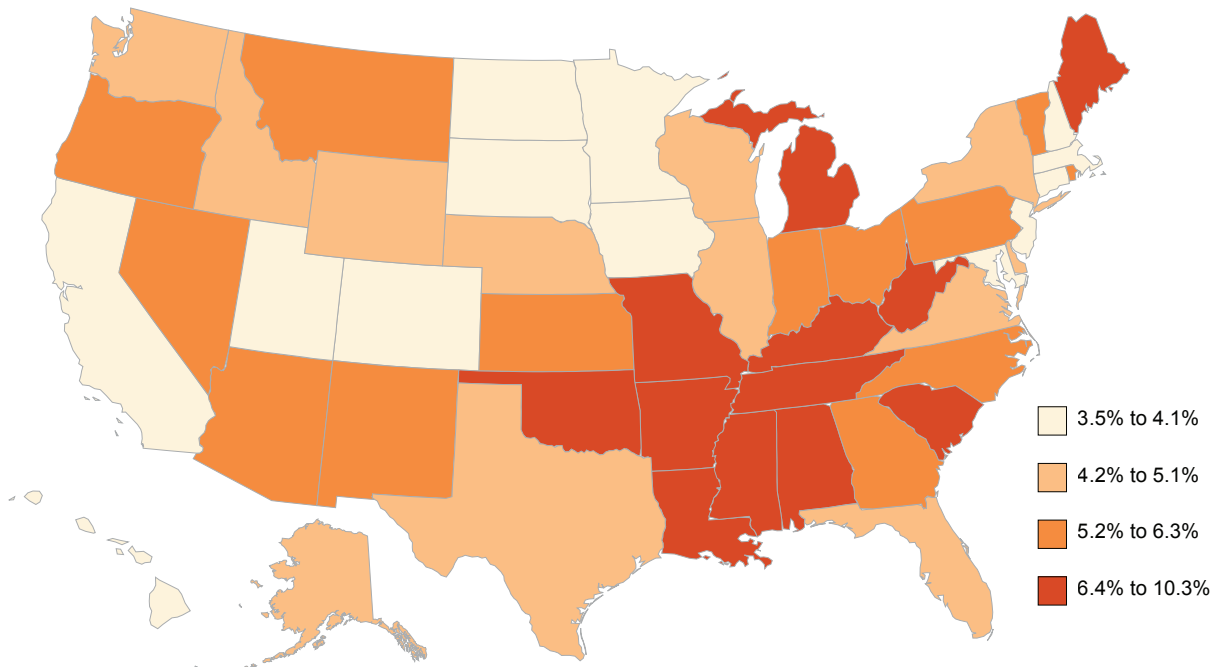 3.5% to 4.1%
4.2% to 5.1%
5.2% to 6.3%
6.4% to 10.3%